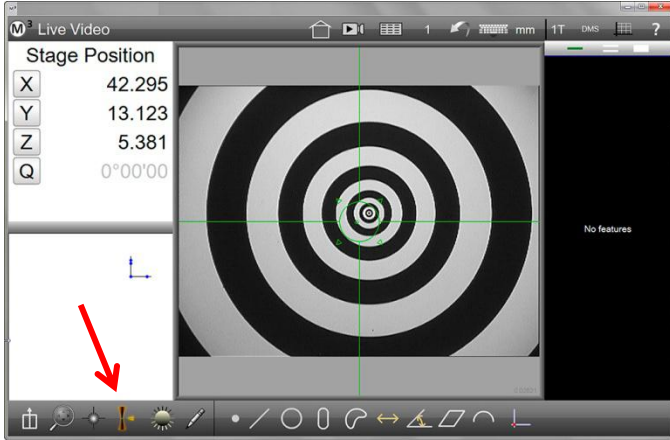 M³ Live Video
1 mm 1T DMS ?
Stage Position
X 42.295
Y 13.123
Z 5.381
Q 0°00'00
No features